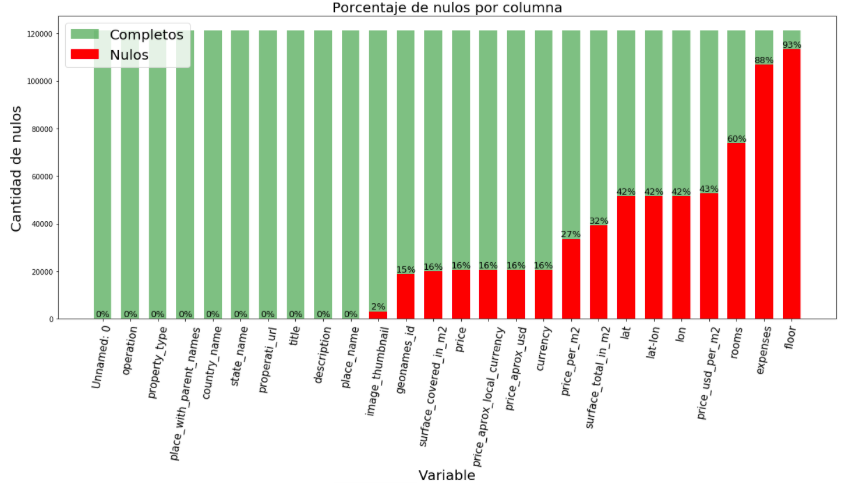 Porcentaje de nulos por columna
Completos
Nulos
Cantidad de nulos
120000
100000
80000
60000
40000
20000
0
0%
0%
0%
0%
0%
0%
0%
0%
0%
0%
2%
15%
16%
16%
16%
16%
16%
27%
32%
42%
42%
42%
43%
60%
88%
93%
Unnamed: 0
operation
property_type
place_with_parent_names
country_name
state_name
properati_url
title
description
place_name
image_thumbnail
geonames_id
surface_covered_in_m2
price
price_aprox_local_currency
price_aprox_usd
currency
price_per_m2
surface_total_in_m2
lat
lat-lon
lon
price_usd_per_m2
rooms
expenses
floor
Variable